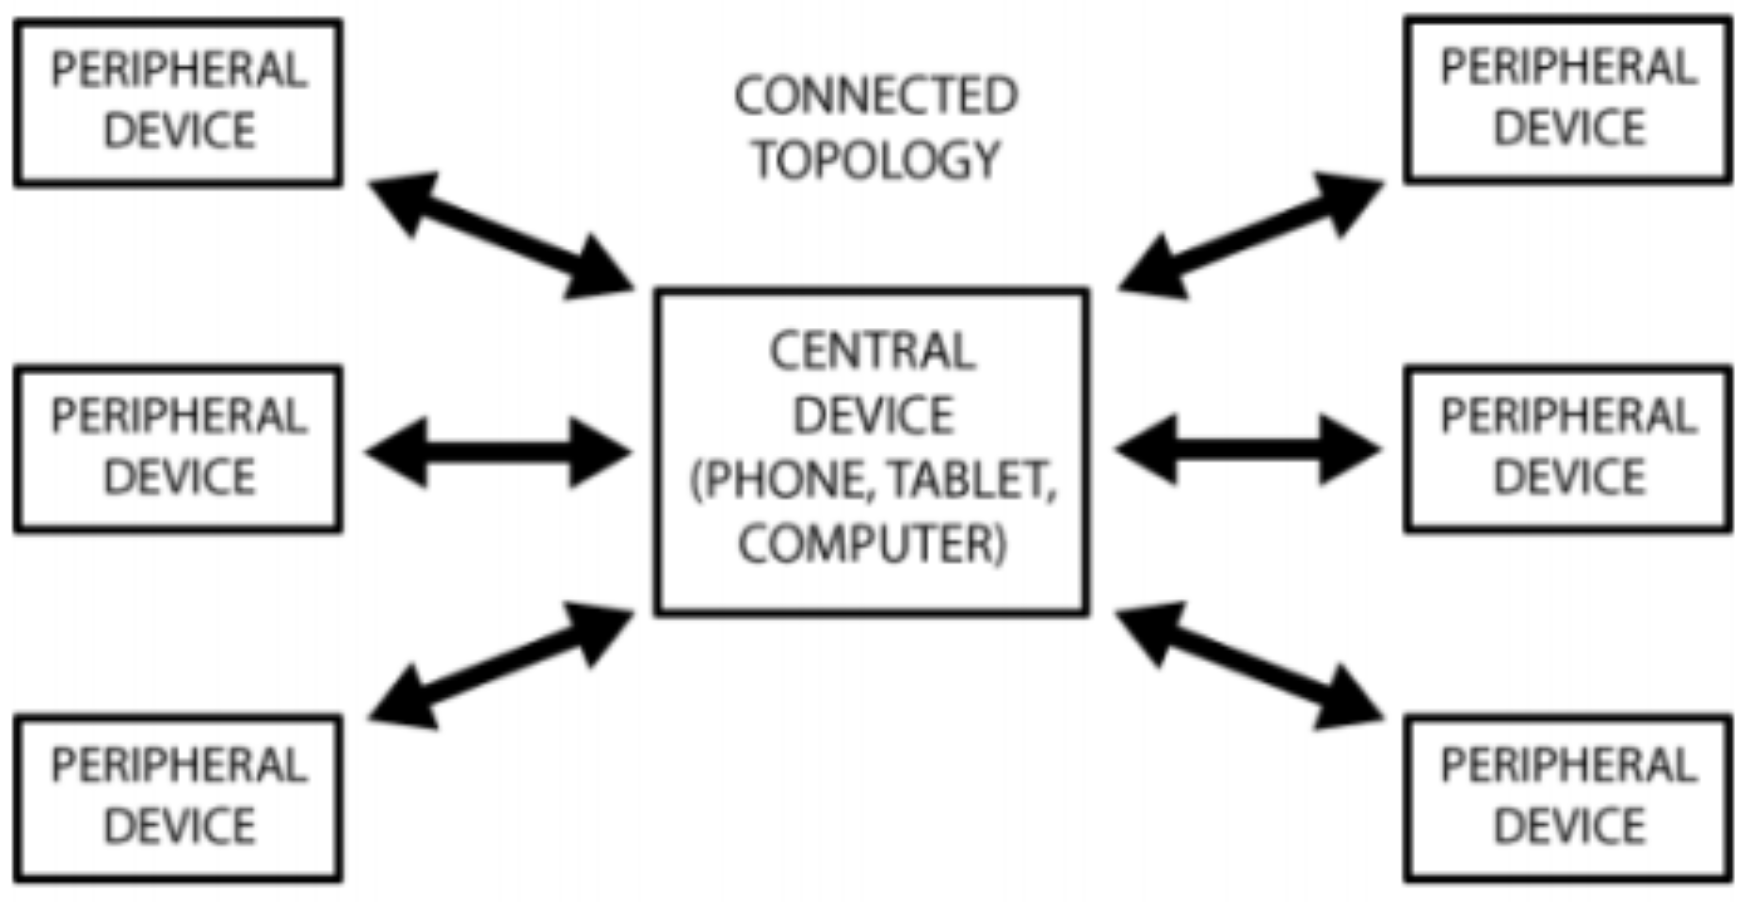 PERIPHERAL
DEVICE
CONNECTED
TOPOLOGY
PERIPHERAL
DEVICE
PERIPHERAL
DEVICE
CENTRAL
DEVICE
(PHONE, TABLET,
COMPUTER)
PERIPHERAL
DEVICE
PERIPHERAL
DEVICE
PERIPHERAL
DEVICE